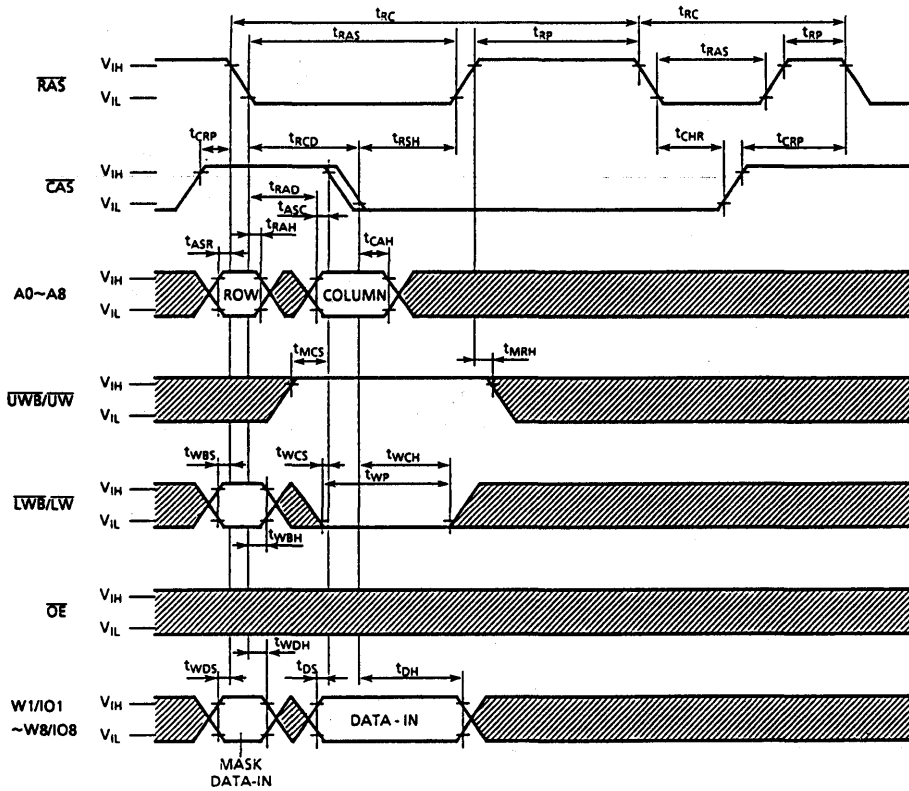 tRC tRC
tRAS tRP tRAS tRP
RAS VIH
VIL
tCRP tRCD tRSH tCHR tCRP
CAS VIH
VIL
tRAD
tASC
tASR tRAH tCAH
A0~A8 VIH
VIL
ROW COLUMN
tMCS tMRH
UWB/UW VIH
VIL
tWBS tWCS tWCH
tWP
LWB/LW VIH
VIL
tWBH
OE VIH
VIL
tWDH
tWDS tDS tDH
W1/IO1 VIH
~W8/IO8 VIL
DATA-IN
MASK
DATA-IN